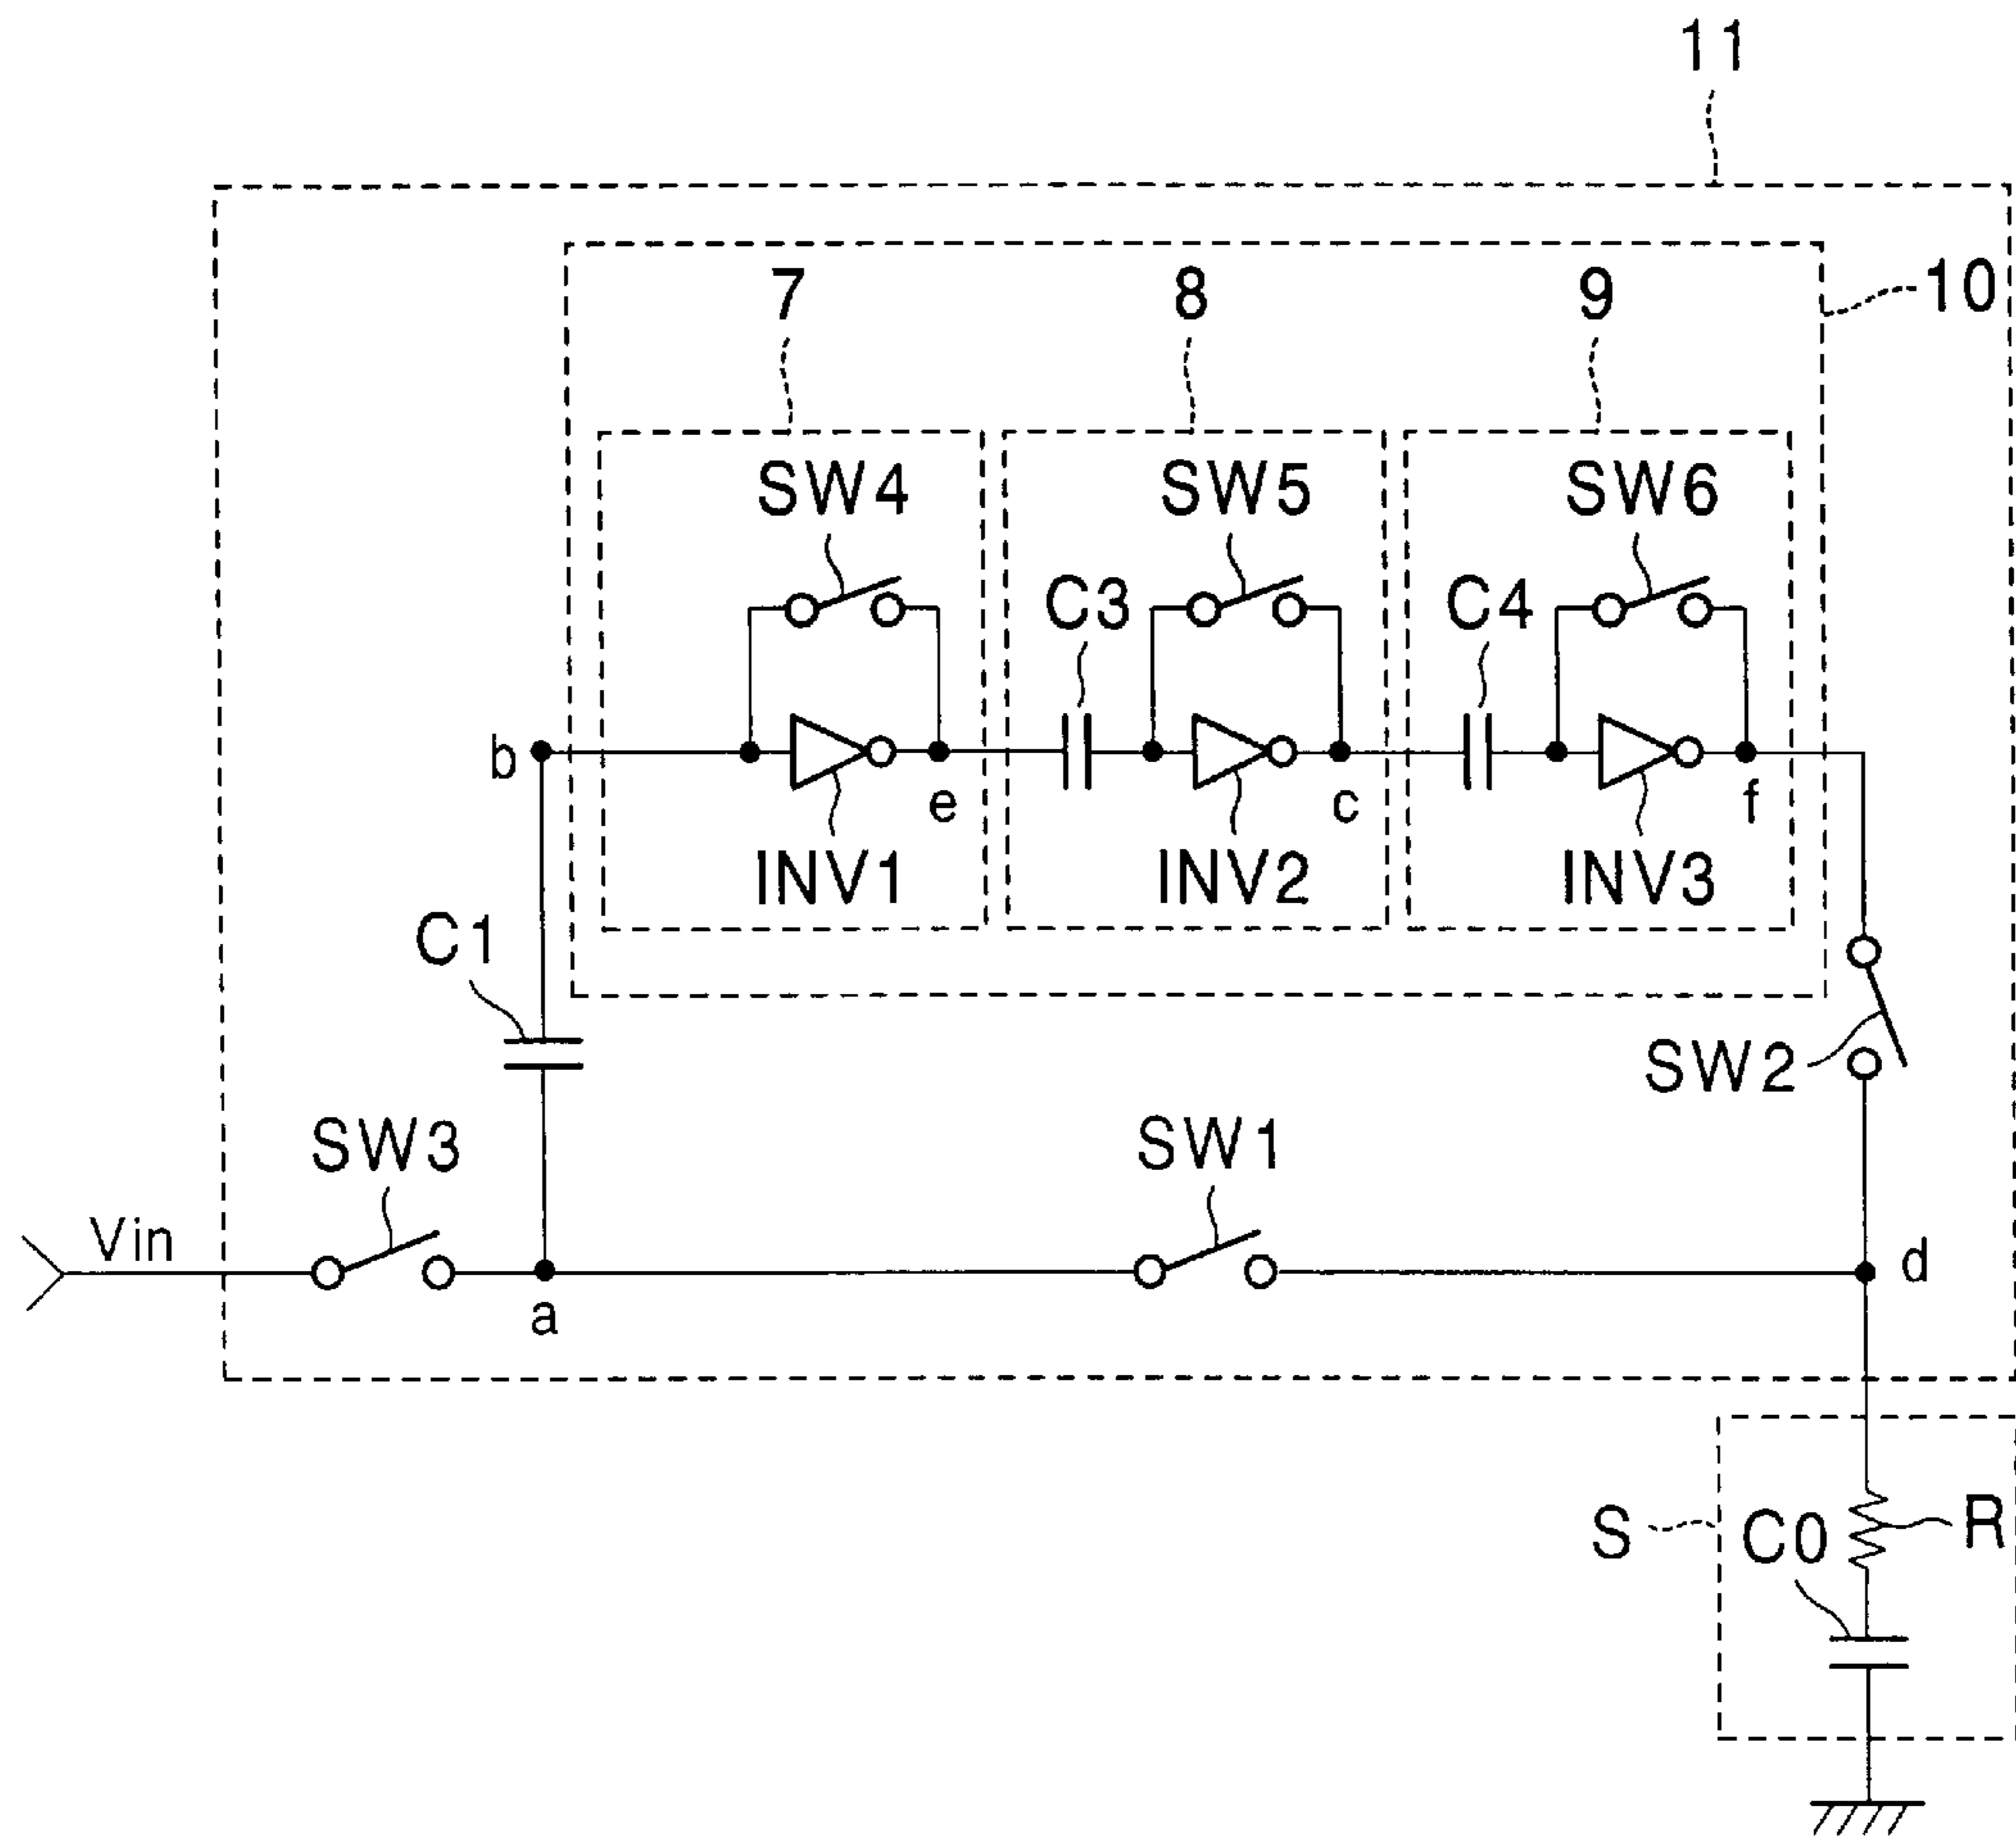 11
7 8 9 10
SW4 SW5 SW6
C3 C4
b e c f
INV1 INV2 INV3
C1
SW2
SW3 SW1
Vin
a d
S C0 R